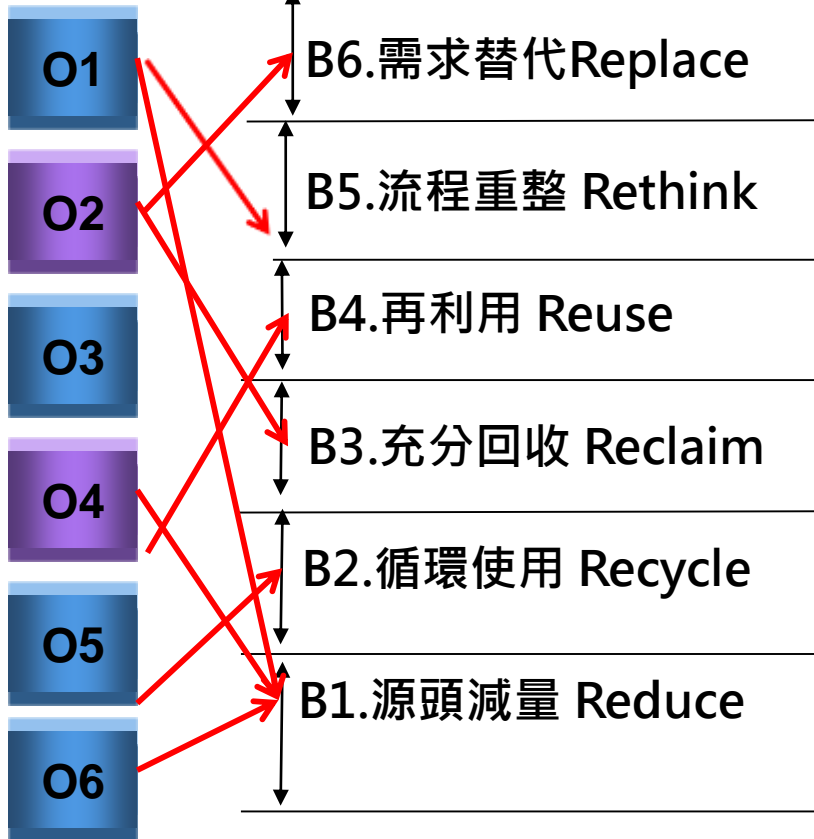 O1
O2
O3
O4
O5
O6
B6.需求替代Replace
B5.流程重整 Rethink
B4.再利用 Reuse
B3.充分回收 Reclaim
B2.循環使用 Recycle
B1.源頭減量 Reduce